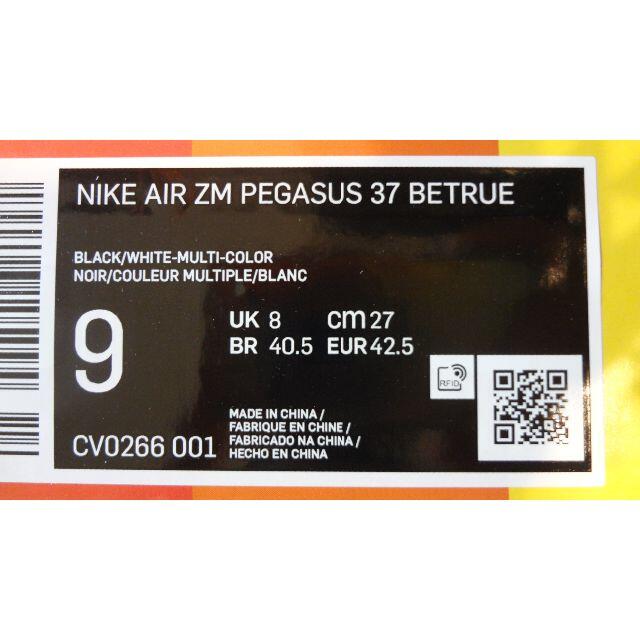 NIKE AIR ZM PEGASUS 37 BETRUE
BLACK/WHITE-MULTI-COLOR
NOIR/COULEUR MULTIPLE/BLANC
9
UK 8 cm 27
BR 40.5 EUR 42.5
RFID
CV0266 001
MADE IN CHINA /
FABRIQUE EN CHINE /
FABRICADO NA CHINA /
HECHO EN CHINA